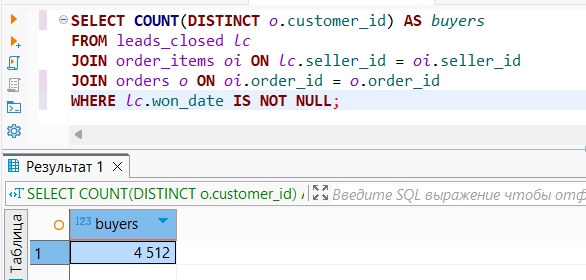 SELECT COUNT(DISTINCT o.customer_id) AS buyers
FROM leads_closed lc
JOIN order_items oi ON lc.seller_id = oi.seller_id
JOIN orders o ON oi.order_id = o.order_id
WHERE lc.won_date IS NOT NULL;
Результат 1
SELECT COUNT(DISTINCT o.customer_id) Введите SQL выражение чтобы отф
Таблица
123 buyers
1 4 512